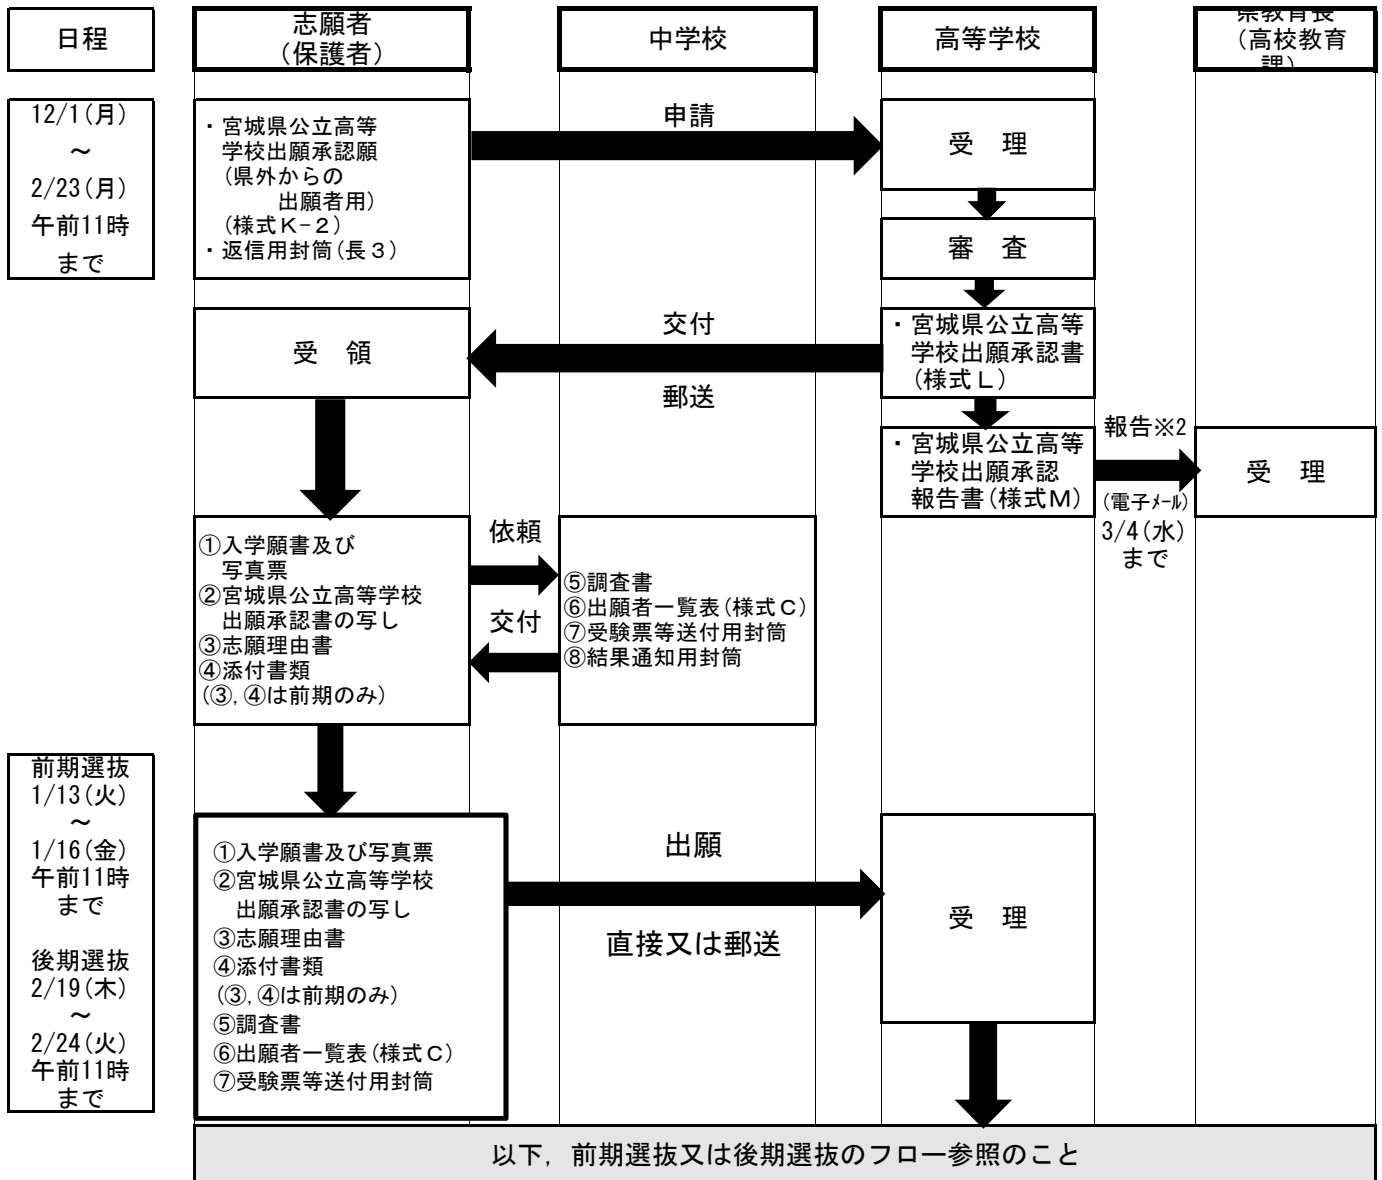 日程
志願者
（保護者）
中学校
高等学校
県教育長
（高校教育
課）
12/1(月)
～
2/23(月)
午前11時
まで
・宮城県公立高等
学校出願承認願
(県外からの
出願者用)
(様式Ｋ-２)
・返信用封筒(長３)
申請
受　理
審　査
受　領
交付
郵送
・宮城県公立高等
学校出願承認書
(様式Ｌ)
・宮城県公立高等
学校出願承認
報告書(様式Ｍ)
報告※2
(電子ﾒｰﾙ)
3/4(水)
まで
受　理
①入学願書及び
写真票
②宮城県公立高等学校
出願承認書の写し
③志願理由書
④添付書類
(③,④は前期のみ)
依頼
交付
⑤調査書
⑥出願者一覧表(様式Ｃ)
⑦受験票等送付用封筒
⑧結果通知用封筒
前期選抜
1/13(火)
～
1/16(金)
午前11時
まで
後期選抜
2/19(木)
～
2/24(火)
午前11時
まで
①入学願書及び写真票
②宮城県公立高等学校
出願承認書の写し
③志願理由書
④添付書類
(③,④は前期のみ)
⑤調査書
⑥出願者一覧表(様式Ｃ)
⑦受験票等送付用封筒
出願
直接又は郵送
受　理
以下，前期選抜又は後期選抜のフロー参照のこと